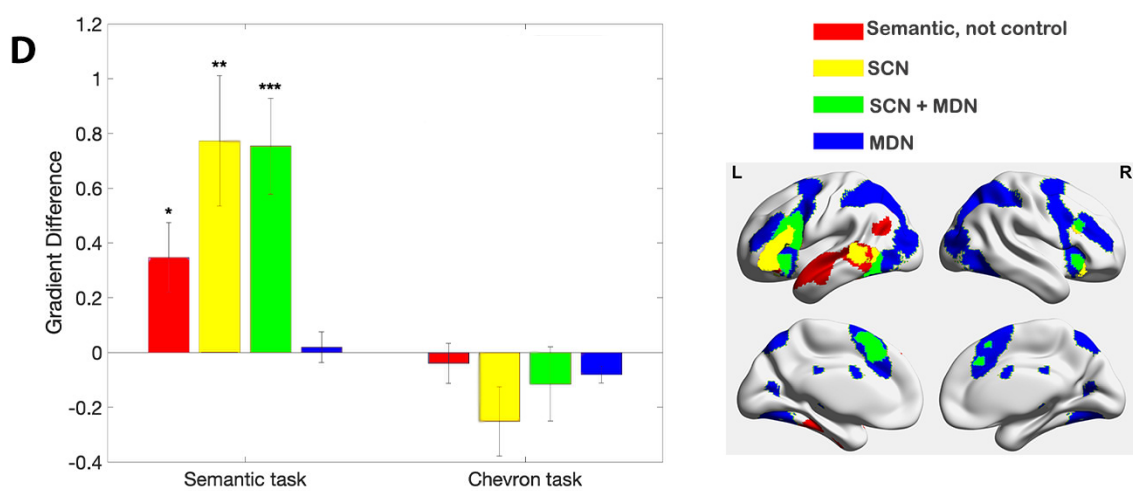 D
Gradient Difference
1.2
1
0.8
0.6
0.4
0.2
0
-0.2
-0.4
*
**
***
Semantic task
Chevron task
Semantic, not control
SCN
SCN + MDN
MDN
L
R